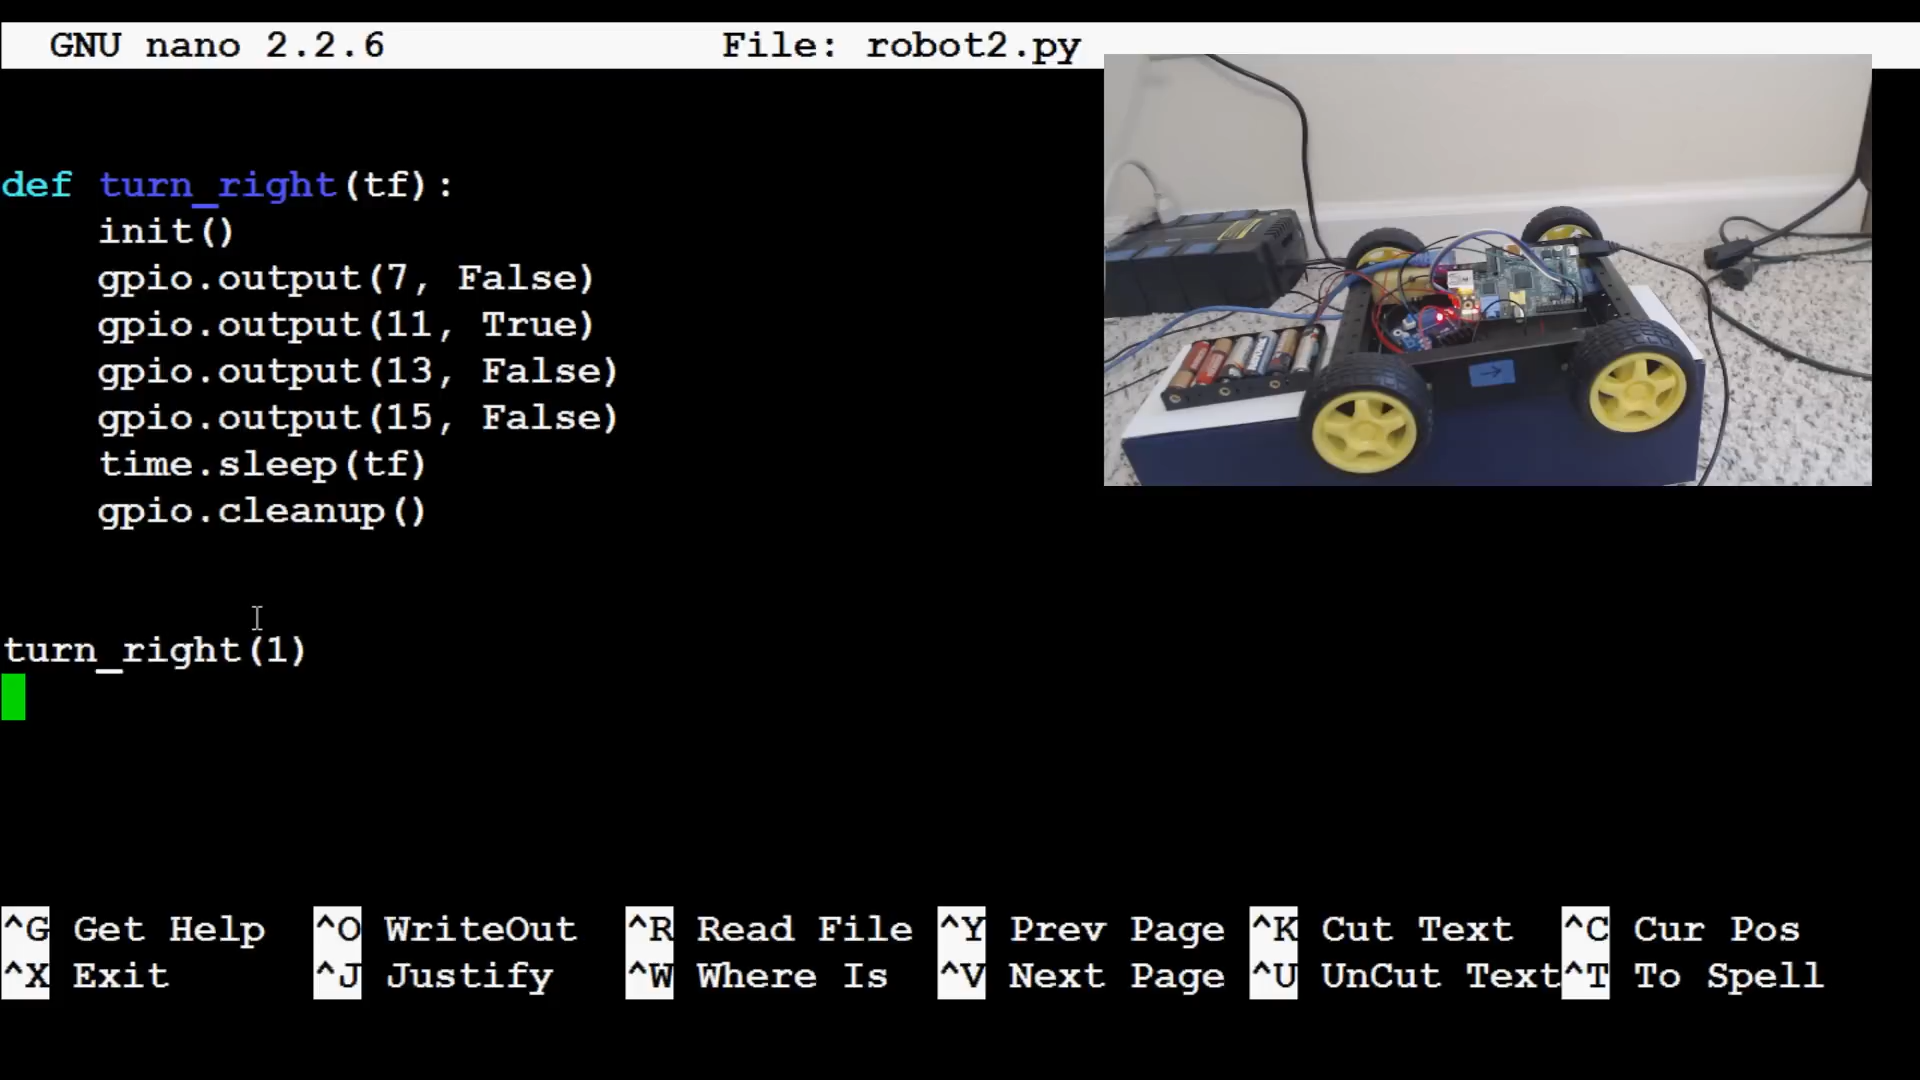 GNU nano 2.2.6 File: robot2.py
def turn_right(tf):
init()
gpio.output(7, False)
gpio.output(11, True)
gpio.output(13, False)
gpio.output(15, False)
time.sleep(tf)
gpio.cleanup()
turn_right(1)
^G Get Help ^O WriteOut ^R Read File ^Y Prev Page ^K Cut Text ^C Cur Pos
^X Exit ^J Justify ^W Where Is ^V Next Page ^U UnCut Text ^T To Spell